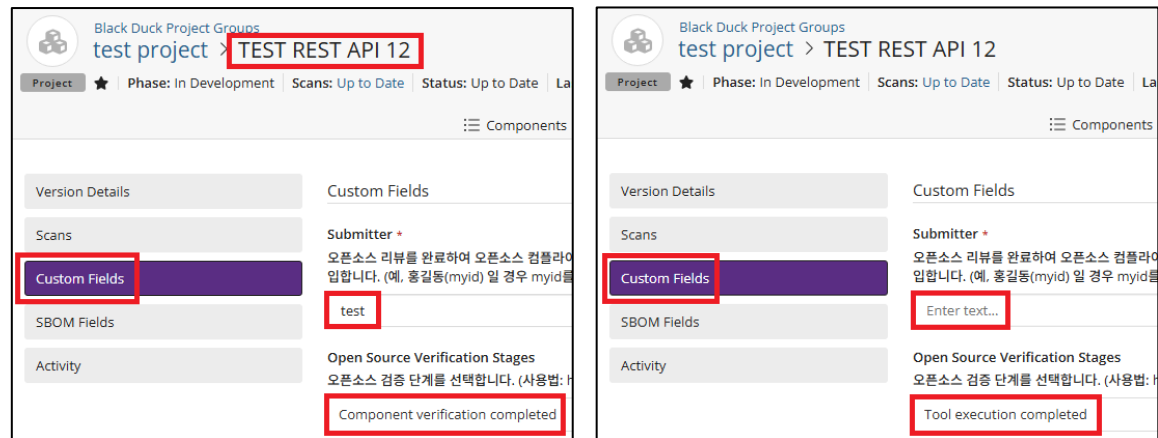 Black Duck Project Groups
test project > TEST REST API 12
Project Phase: In Development Scans: Up to Date Status: Up to Date La
Components
Version Details
Scans
Custom Fields
SBOM Fields
Activity
Custom Fields
Submitter *
오픈소스 리뷰를 완료하여 오픈소스 컴플라이
입합니다. (예, 홍길동(myid) 일 경우 myid를
test
Open Source Verification Stages
오픈소스 검증 단계를 선택합니다. (사용법: h
Component verification completed
Black Duck Project Groups
test project > TEST REST API 12
Project Phase: In Development Scans: Up to Date Status: Up to Date La
Components
Version Details
Scans
Custom Fields
SBOM Fields
Activity
Custom Fields
Submitter *
오픈소스 리뷰를 완료하여 오픈소스 컴플라
입합니다. (예, 홍길동(myid) 일 경우 myid를
Enter text...
Open Source Verification Stages
오픈소스 검증 단계를 선택합니다. (사용법: h
Tool execution completed